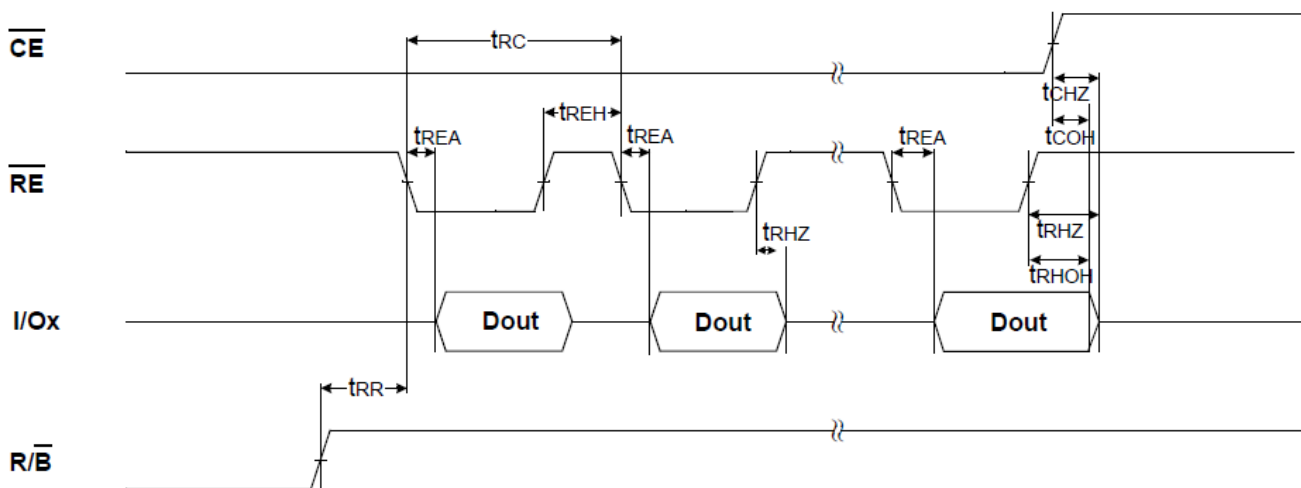 CE
tRC
tCHZ
tREH
tCOH
tREA
tREA
tREA
RE
tRHZ
tRHZ
tRHOH
I/Ox
Dout
Dout
Dout
tRR
R/B